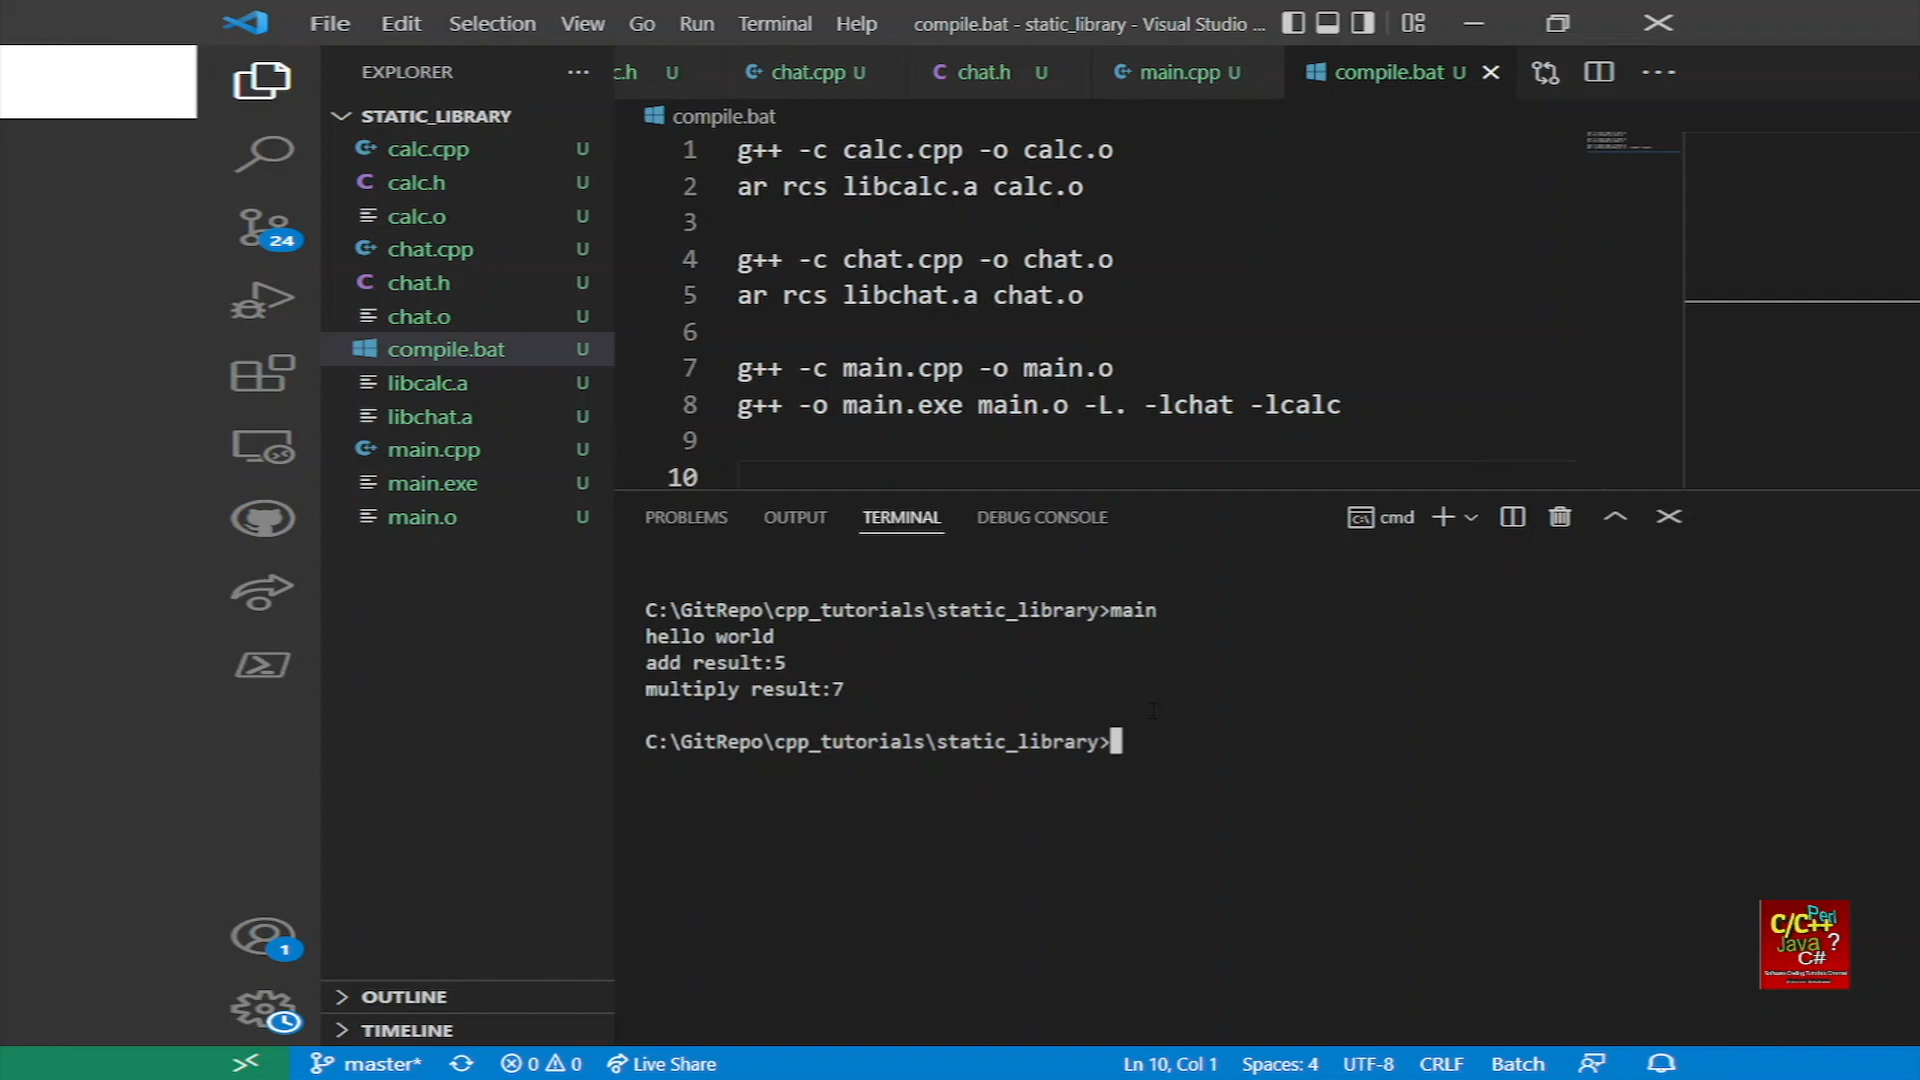 File Edit Selection View Go Run Terminal Help compile.bat - static_library - Visual Studio ...
EXPLORER ···
c.h U chat.cpp U C chat.h U main.cpp U compile.bat U
STATIC_LIBRARY
compile.bat
calc.cpp U
C calc.h U
calc.o U
chat.cpp U
C chat.h U
chat.o U
compile.bat U
libcalc.a U
libchat.a U
main.cpp U
main.exe U
main.o U
24
1 g++ -c calc.cpp -o calc.o
2 ar rcs libcalc.a calc.o
3
4 g++ -c chat.cpp -o chat.o
5 ar rcs libchat.a chat.o
6
7 g++ -c main.cpp -o main.o
8 g++ -o main.exe main.o -L. -lchat -lcalc
9
10
PROBLEMS OUTPUT TERMINAL DEBUG CONSOLE cmd
C:\GitRepo\cpp_tutorials\static_library>main
hello world
add result:5
multiply result:7
C:\GitRepo\cpp_tutorials\static_library>
1
OUTLINE
TIMELINE
C/C++ Perl
Java ?
C#
master* 0 0 Live Share Ln 10, Col 1 Spaces: 4 UTF-8 CRLF Batch